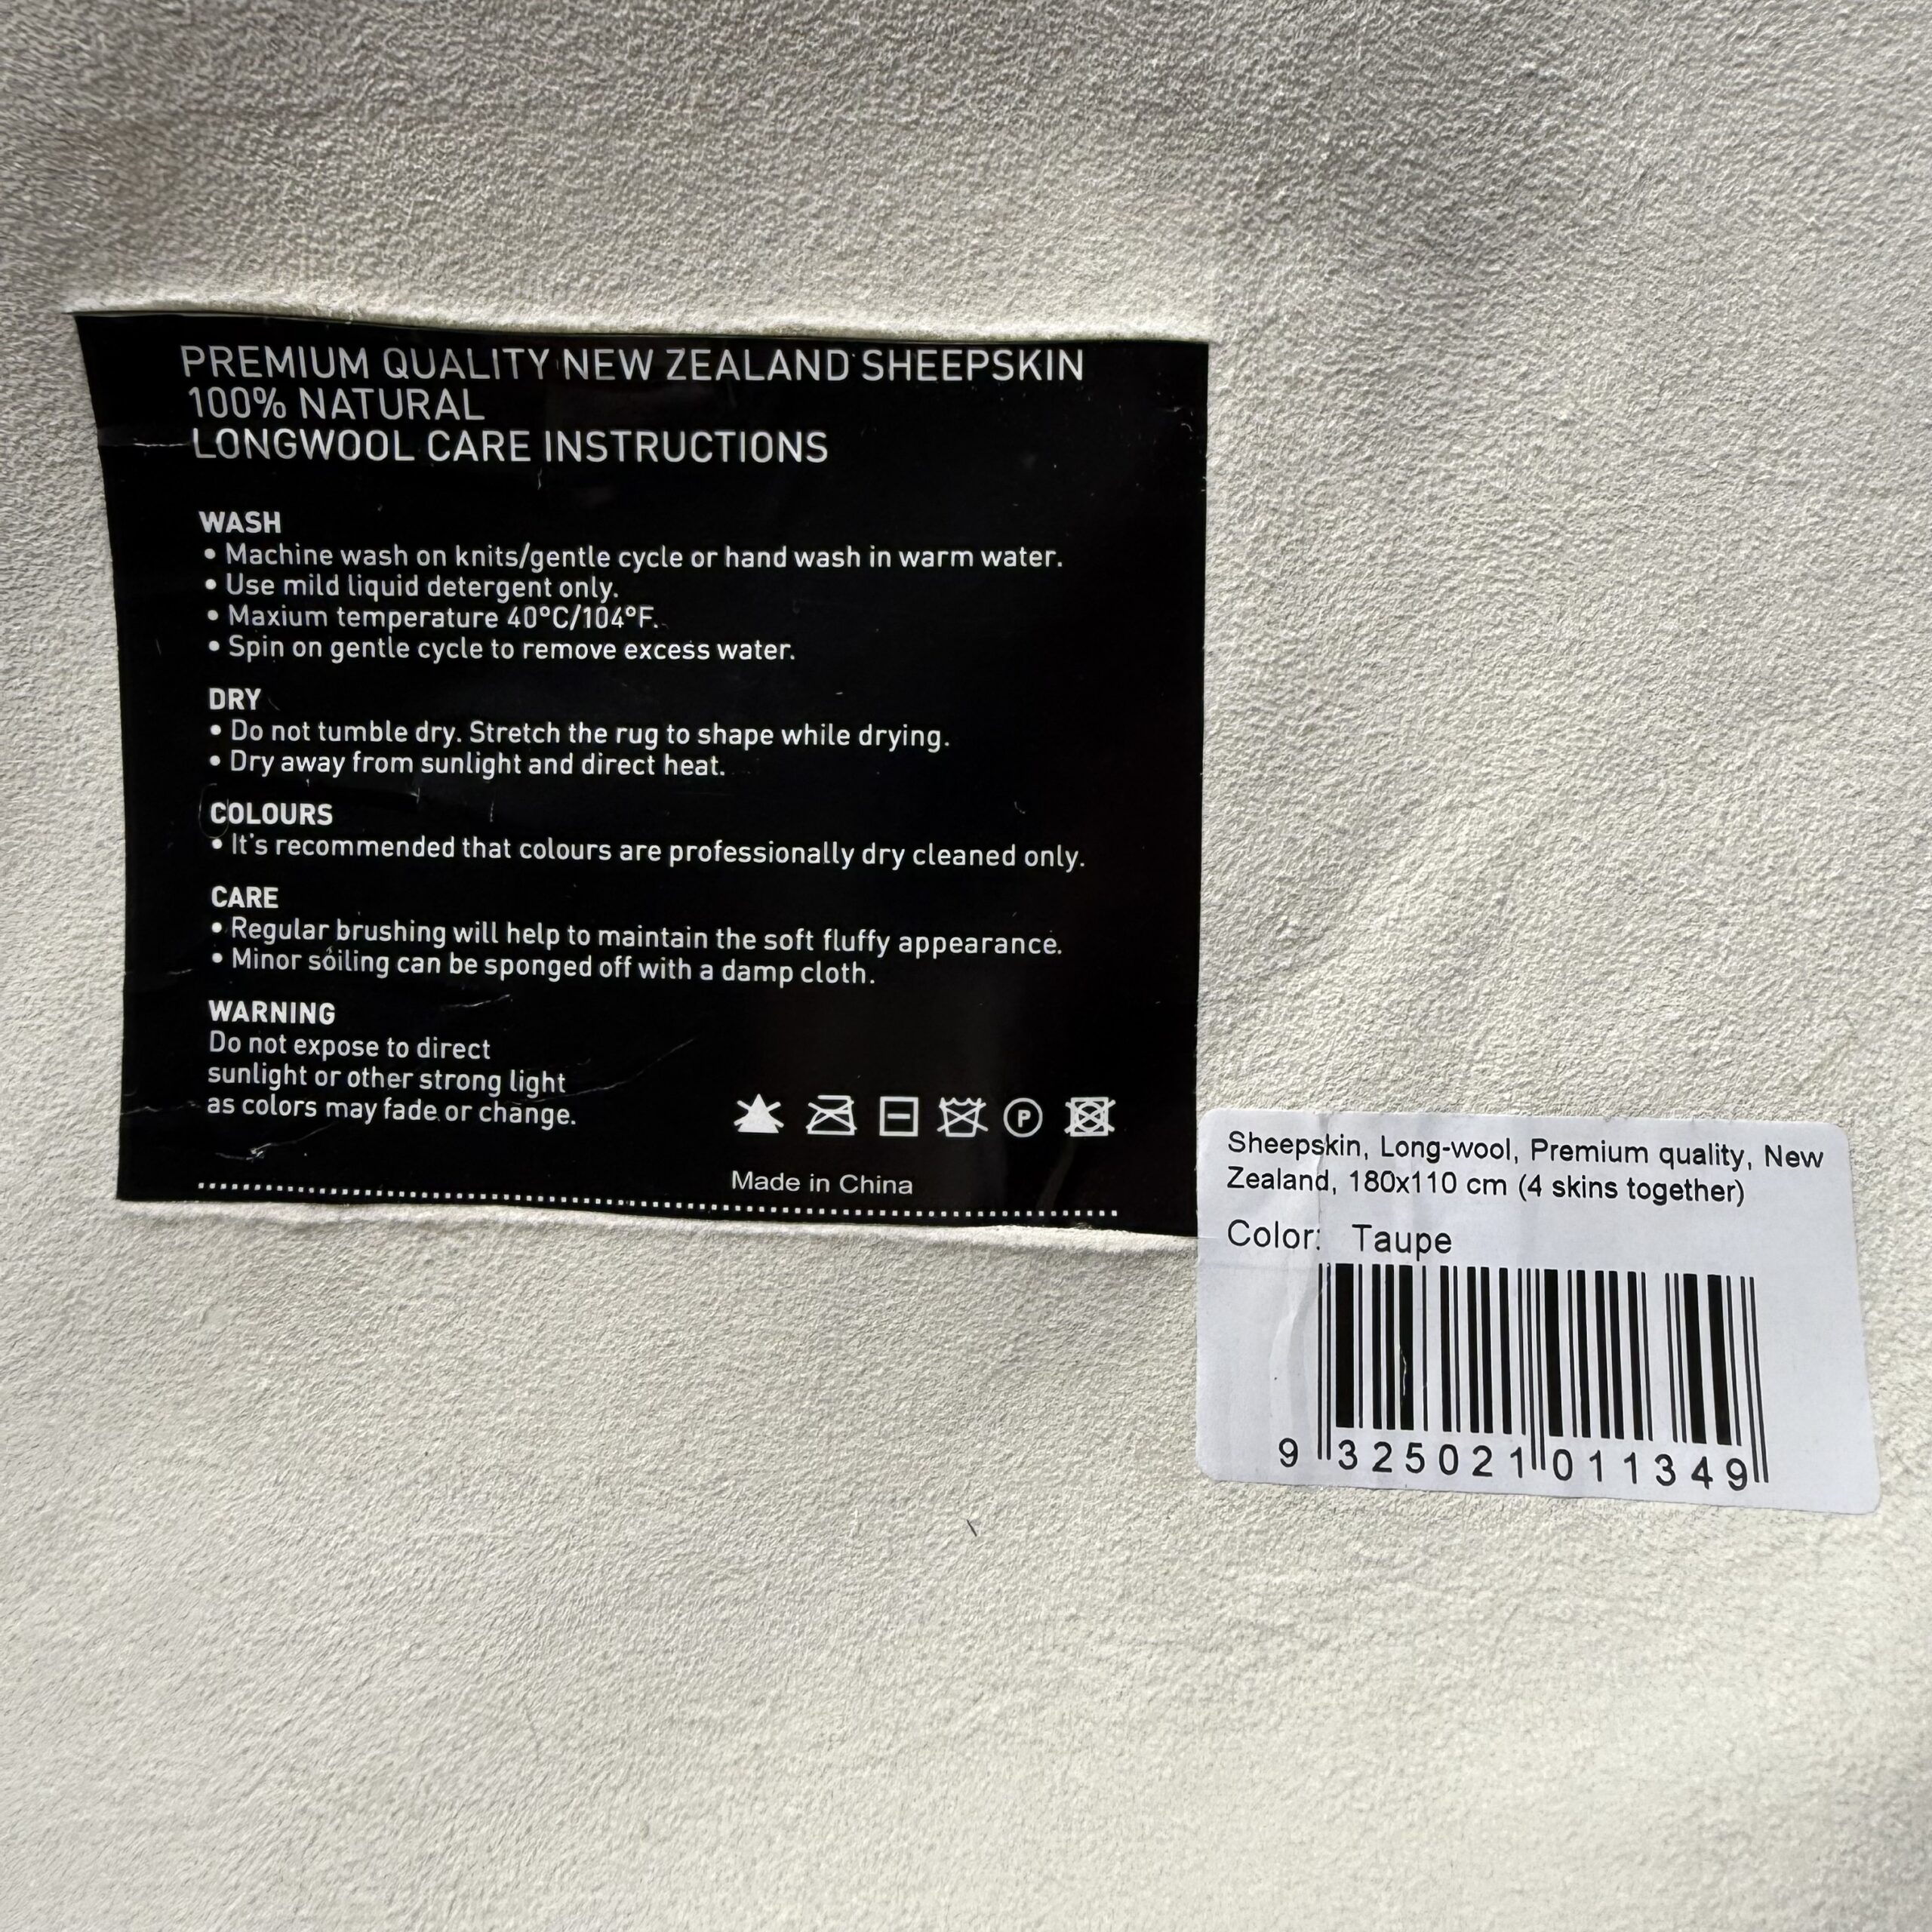 PREMIUM QUALITY NEW ZEALAND SHEEPSKIN
100% NATURAL
LONGWOOL CARE INSTRUCTIONS
WASH
• Machine wash on knits/gentle cycle or hand wash in warm water.
• Use mild liquid detergent only.
• Maxium temperature 40°C/104°F.
• Spin on gentle cycle to remove excess water.
DRY
• Do not tumble dry. Stretch the rug to shape while drying.
• Dry away from sunlight and direct heat.
COLOURS
• It's recommended that colours are professionally dry cleaned only.
CARE
• Regular brushing will help to maintain the soft fluffy appearance.
• Minor soiling can be sponged off with a damp cloth.
WARNING
Do not expose to direct
sunlight or other strong light
as colors may fade or change.
P
Made in China
Sheepskin, Long-wool, Premium quality, New
Zealand, 180x110 cm (4 skins together)
Color: Taupe
9 325021 011349